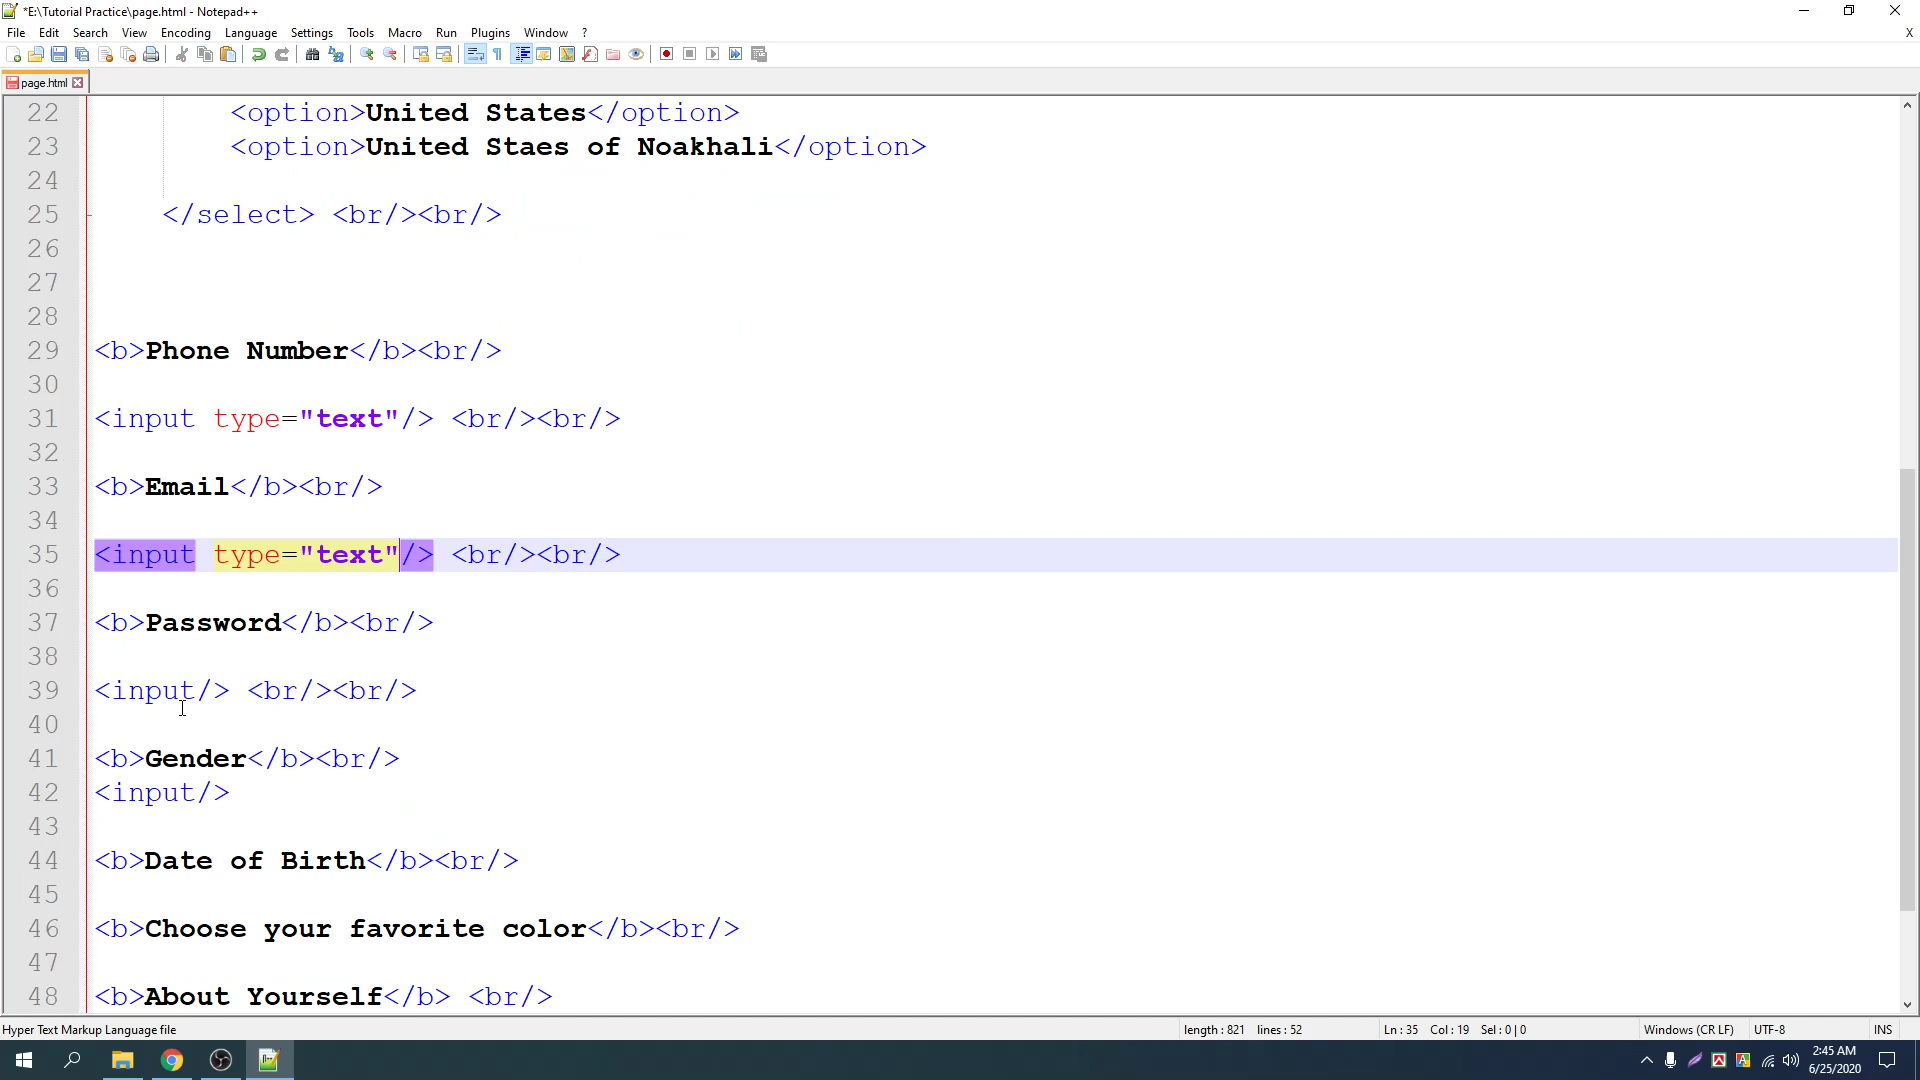 *E:\Tutorial Practice\page.html - Notepad++
File Edit Search View Encoding Language Settings Tools Macro Run Plugins Window ? X
page.html
22 <option>United States</option>
23 <option>United Staes of Noakhali</option>
24
25 </select> <br/><br/>
26
27
28
29 <b>Phone Number</b><br/>
30
31 <input type="text"/> <br/><br/>
32
33 <b>Email</b><br/>
34
35 <input type="text"/> <br/><br/>
36
37 <b>Password</b><br/>
38
39 <input/> <br/><br/>
40
41 <b>Gender</b><br/>
42 <input/>
43
44 <b>Date of Birth</b><br/>
45
46 <b>Choose your favorite color</b><br/>
47
48 <b>About Yourself</b> <br/>
Hyper Text Markup Language file length : 821 lines : 52 Ln : 35 Col : 19 Sel : 0 | 0 Windows (CR LF) UTF-8 INS
2:45 AM
6/25/2020